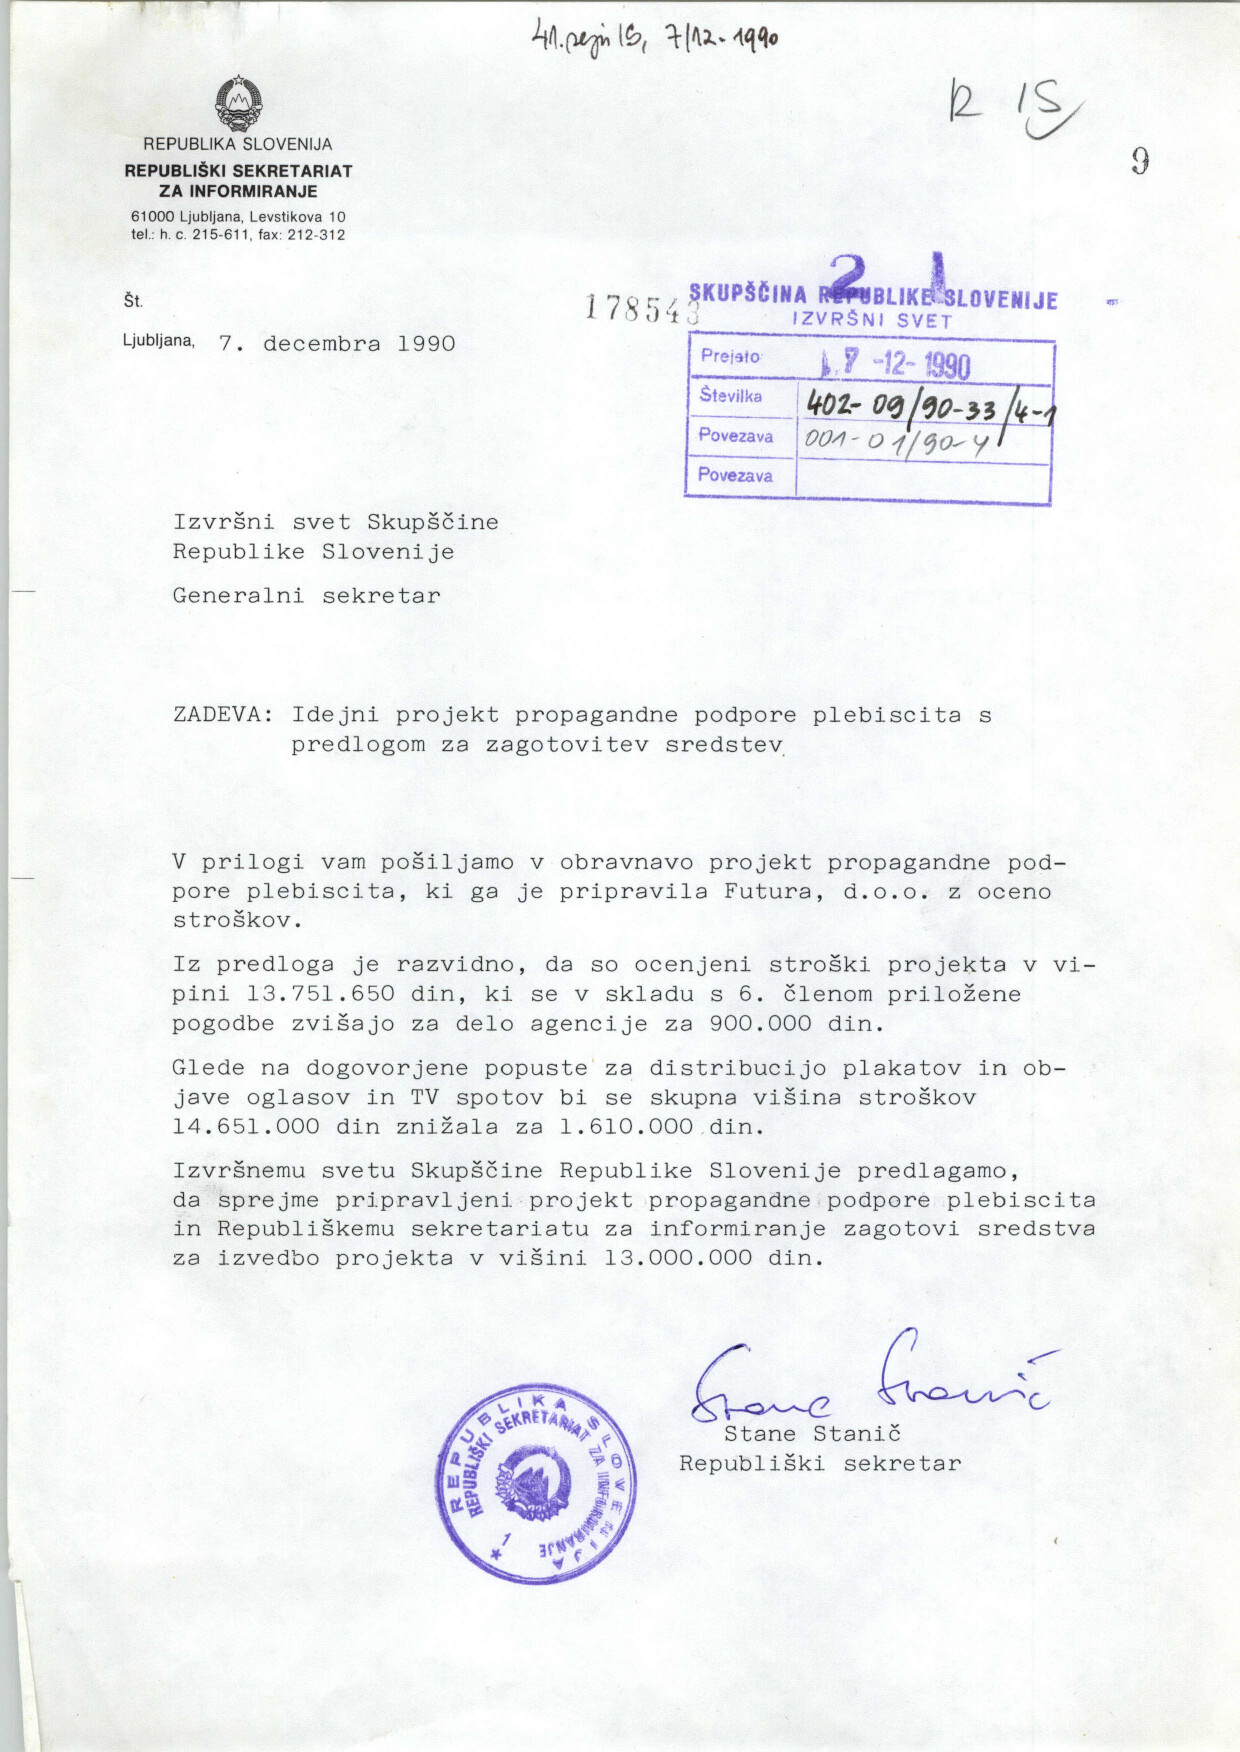 41. seji IS, 7/12-1990
R IS
9
REPUBLIKA SLOVENIJA
REPUBLIŠKI SEKRETARIAT
ZA INFORMIRANJE
61000 Ljubljana, Levstikova 10
tel.: h. c. 215-611, fax: 212-312
Št.
Ljubljana, 7. decembra 1990
178543
2 1
SKUPŠČINA REPUBLIKE SLOVENIJE
IZVRŠNI SVET
Prejeto 7 -12- 1990
Številka 402-09/90-33/4-1
Povezava 001-01/90-4
Povezava
Izvršni svet Skupščine
Republike Slovenije
Generalni sekretar
ZADEVA: Idejni projekt propagandne podpore plebiscita s
predlogom za zagotovitev sredstev
V prilogi vam pošiljamo v obravnavo projekt propagandne pod-
pore plebiscita, ki ga je pripravila Futura, d.o.o. z oceno
stroškov.
Iz predloga je razvidno, da so ocenjeni stroški projekta v vi-
pini 13.751.650 din, ki se v skladu s 6. členom priložene
pogodbe zvišajo za delo agencije za 900.000 din.
Glede na dogovorjene popuste za distribucijo plakatov in ob-
jave oglasov in TV spotov bi se skupna višina stroškov
14.651.000 din znižala za 1.610.000 din.
Izvršnemu svetu Skupščine Republike Slovenije predlagamo,
da sprejme pripravljeni projekt propagandne podpore plebiscita
in Republiškemu sekretariatu za informiranje zagotovi sredstva
za izvedbo projekta v višini 13.000.000 din.
Stane Stanič
Stane Stanič
Republiški sekretar
REPUBLIKA SLOVENIJA
REPUBLIŠKI SEKRETARIAT ZA INFORMIRANJE
1